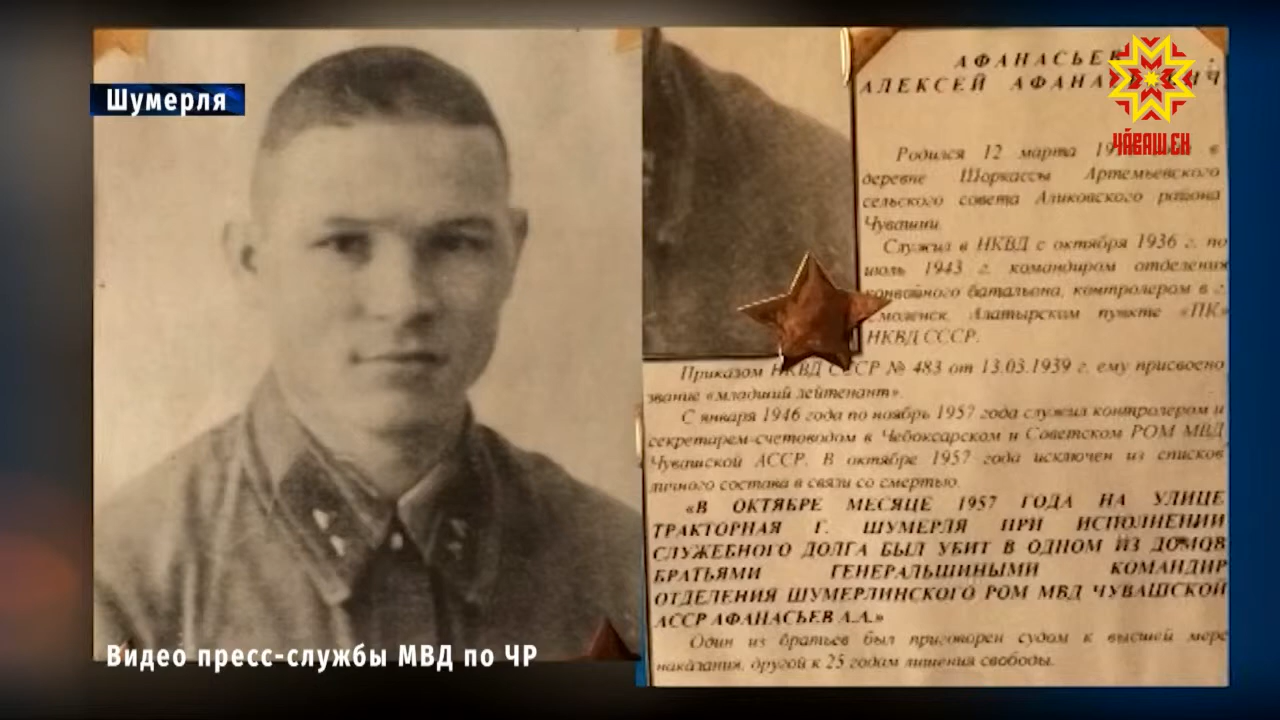 Шумерля
ЧӐВАШ ЕН
АФАНАСЬЕВ
АЛЕКСЕЙ
Родился 12 марта в
деревне Шоркассы Артемьевского
сельского совета Аликовского района
Чувашии.
Служил в НКВД с октября 1936 г. по
июль 1943 г. командиром отделения
конвойного батальона, контролером в г.
Смоленск, Алатырском пункте «ПК»
НКВД СССР.
Приказом НКВД СССР № 483 от 13.03.1939 г. ему присвоено
звание «младший лейтенант».
С января 1946 года по ноябрь 1957 года служил контролером и
секретарем-счетоводом в Чебоксарском и Советском РОМ МВД
Чувашской АССР. В октябре 1957 года исключен из списков
личного состава в связи со смертью.
«В ОКТЯБРЕ МЕСЯЦЕ 1957 ГОДА НА УЛИЦЕ
ТРАКТОРНАЯ Г. ШУМЕРЛЯ ПРИ ИСПОЛНЕНИИ
СЛУЖЕБНОГО ДОЛГА БЫЛ УБИТ В ОДНОМ ИЗ ДОМОВ
БРАТЬЯМИ ГЕНЕРАЛЬШИНЫМИ КОМАНДИР
ОТДЕЛЕНИЯ ШУМЕРЛИНСКОГО РОМ МВД ЧУВАШСКОЙ
АССР АФАНАСЬЕВ А.А.»
Один из братьев был приговорен судом к высшей мере
наказания, другой к 25 годам лишения свободы.
Видео пресс-службы МВД по ЧР